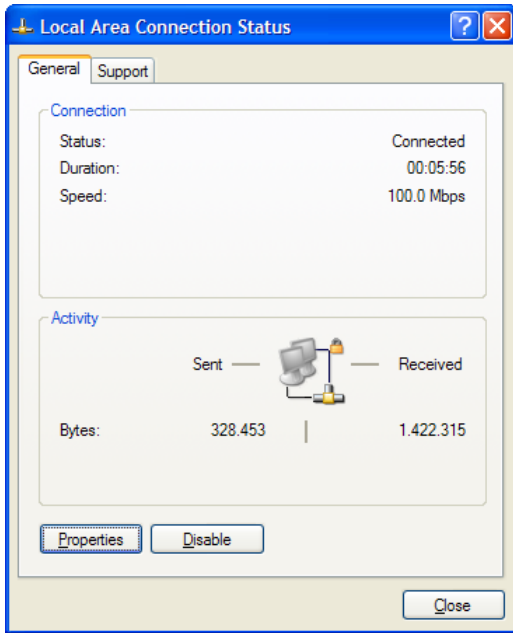 Local Area Connection Status
General Support
Connection
Status: Connected
Duration: 00:05:56
Speed: 100.0 Mbps
Activity
Sent Received
Bytes: 328.453 1.422.315
Properties Disable
Close